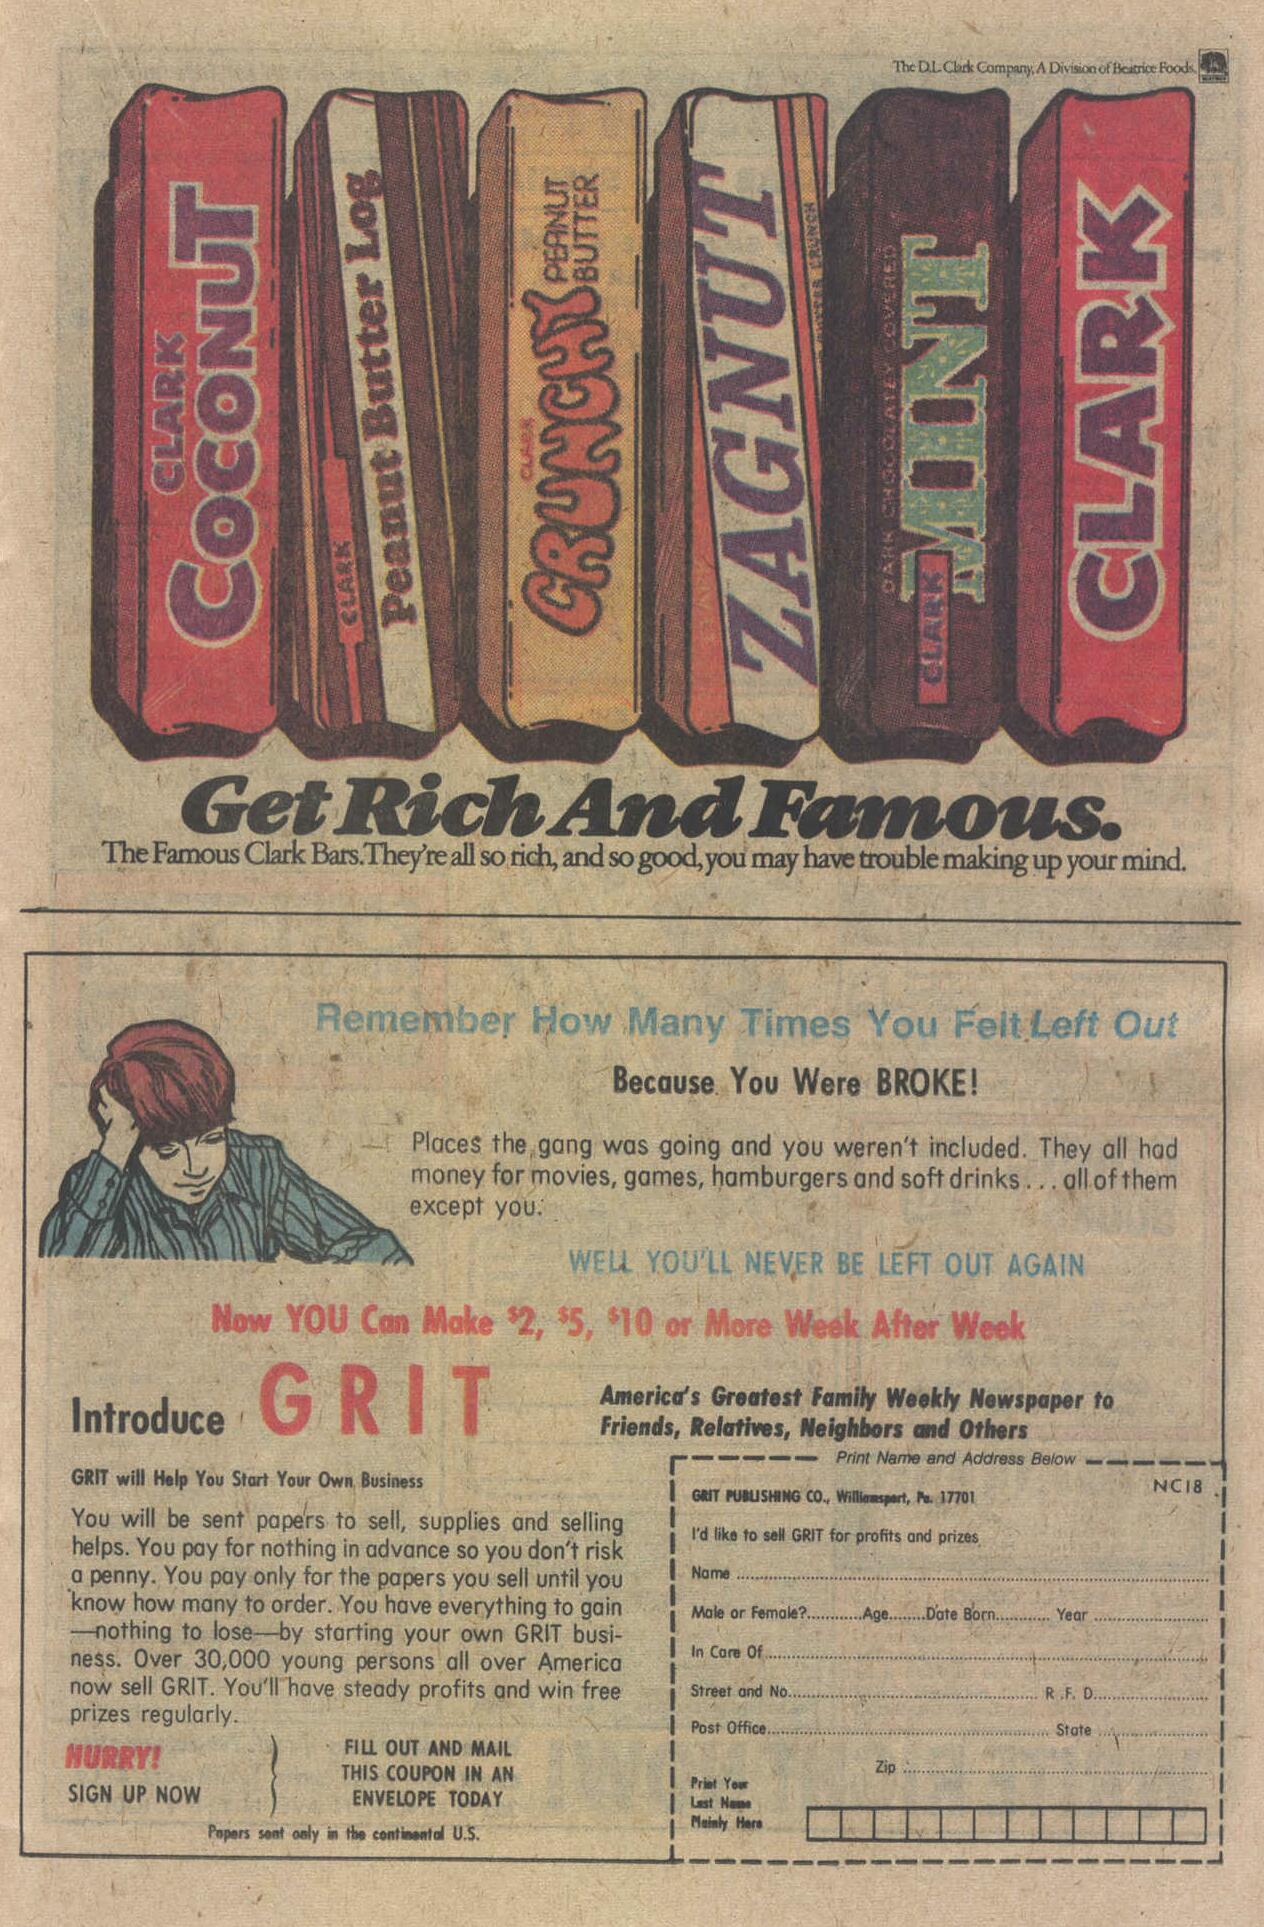 The D.L. Clark Company, A Division of Beatrice Foods.
CLARK
COCONUT
CLARK
Peanut Butter Log
CLARK
CRUNCHY
PEANUT
BUTTER
ZAGNUT
CRUNCH
DARK CHOCOLATEY COVERED
MINT
CLARK
CLARK
Get Rich And Famous.
The Famous Clark Bars. They're all so rich, and so good, you may have trouble making up your mind.
Remember How Many Times You Felt Left Out
Because You Were BROKE!
Places the gang was going and you weren't included. They all had
money for movies, games, hamburgers and soft drinks . . . all of them
except you.
WELL YOU'LL NEVER BE LEFT OUT AGAIN
Now YOU Can Make $2, $5, $10 or More Week After Week
Introduce GRIT
America's Greatest Family Weekly Newspaper to
Friends, Relatives, Neighbors and Others
GRIT will Help You Start Your Own Business
You will be sent papers to sell, supplies and selling
helps. You pay for nothing in advance so you don't risk
a penny. You pay only for the papers you sell until you
know how many to order. You have everything to gain
—nothing to lose—by starting your own GRIT busi-
ness. Over 30,000 young persons all over America
now sell GRIT. You'll have steady profits and win free
prizes regularly.
HURRY!
SIGN UP NOW
FILL OUT AND MAIL
THIS COUPON IN AN
ENVELOPE TODAY
Papers sent only in the continental U.S.
Print Name and Address Below
NC18
GRIT PUBLISHING CO., Williamsport, Pa. 17701
I'd like to sell GRIT for profits and prizes
Name
Male or Female? Age Date Born Year
In Care Of
Street and No. R. F. D.
Post Office State
Zip
Print Your
Last Name
Plainly Here